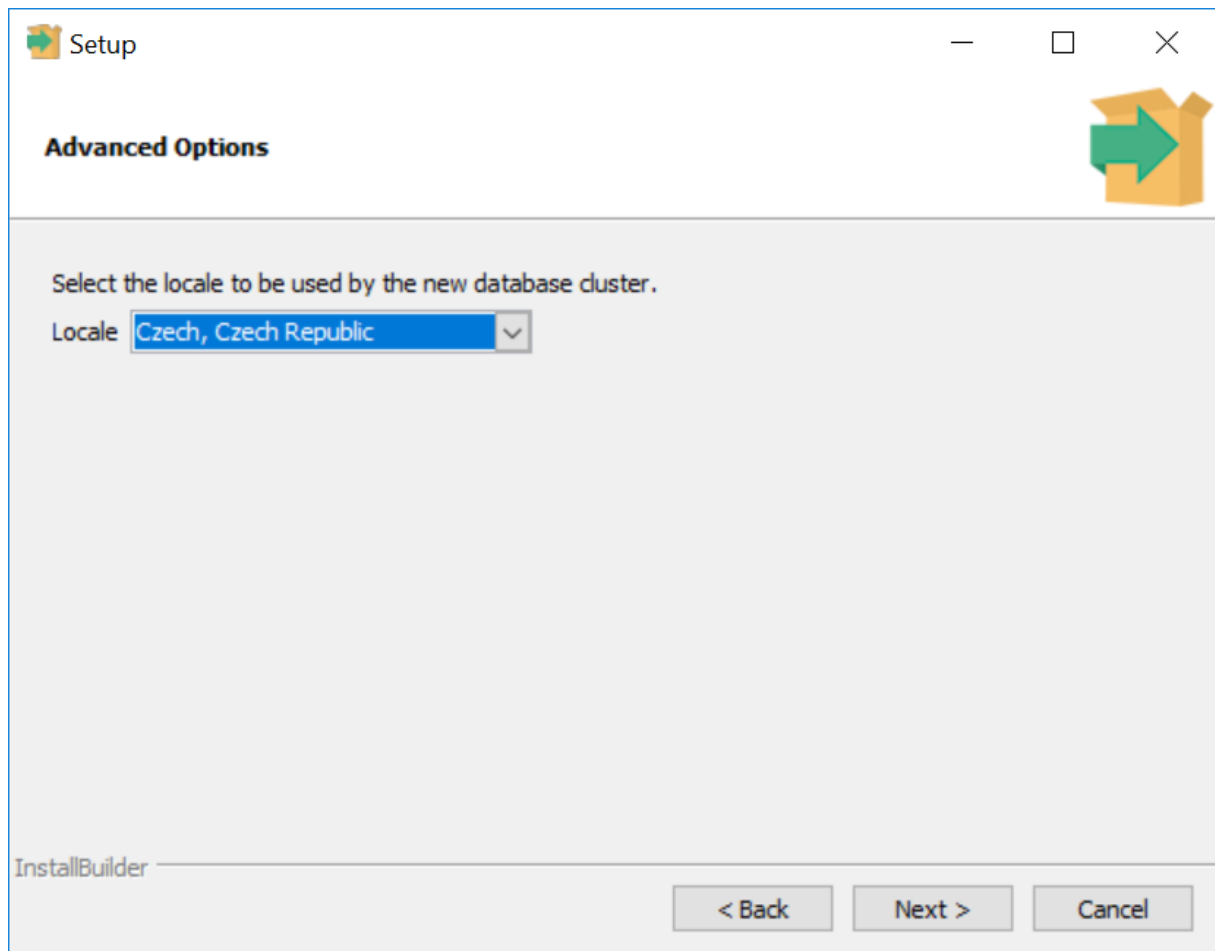 Setup
Advanced Options
Select the locale to be used by the new database cluster.
Locale Czech, Czech Republic
InstallBuilder
< Back Next > Cancel